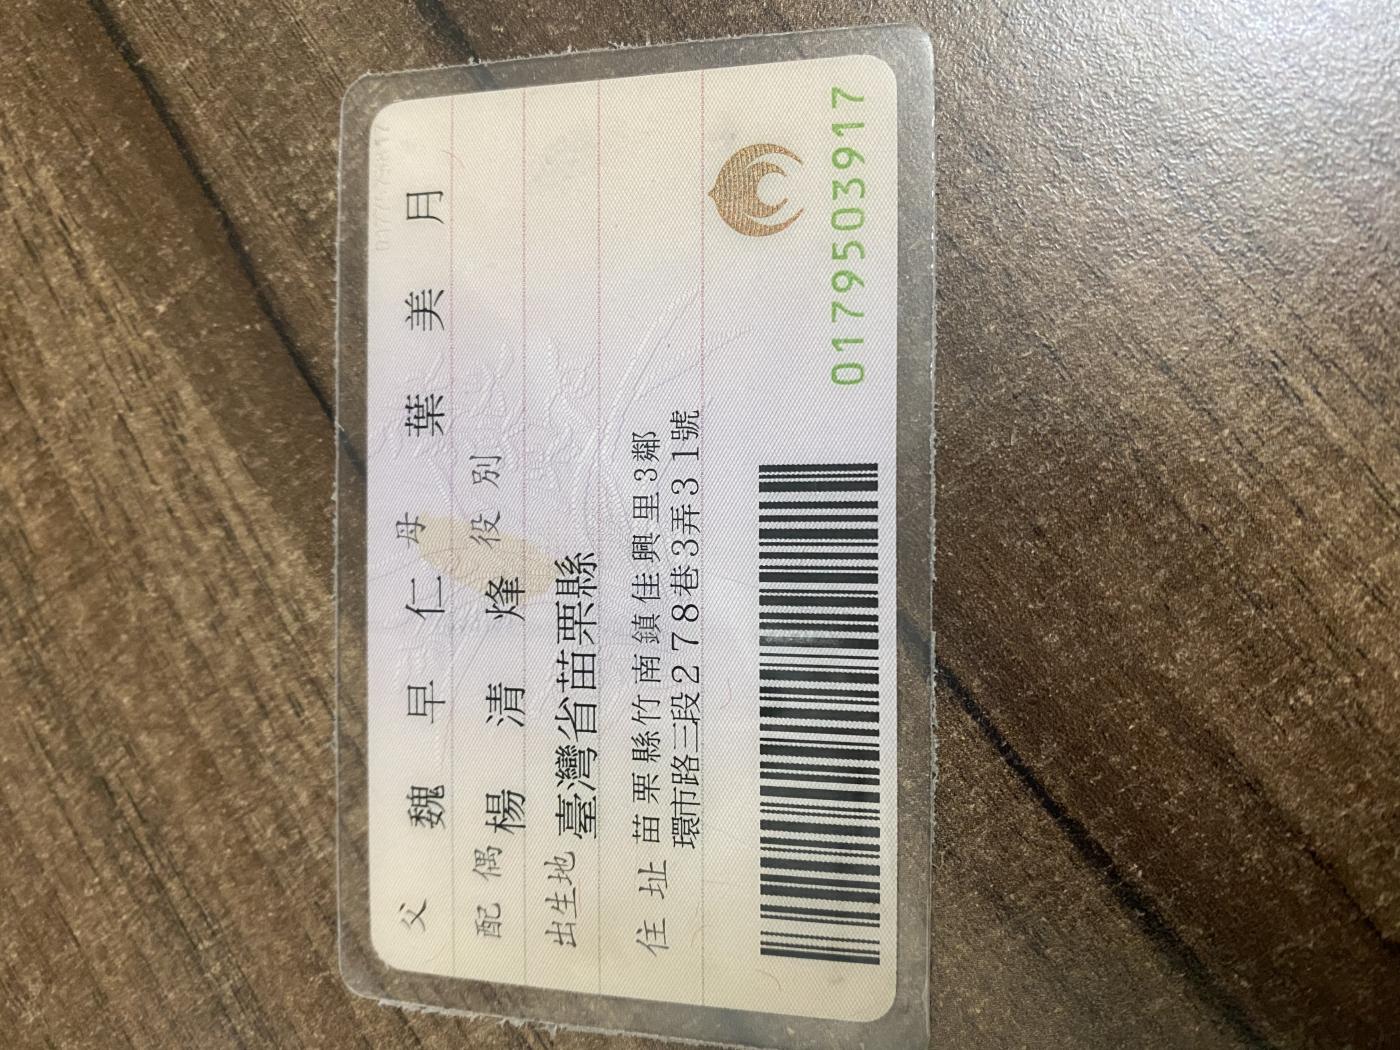 父 魏早仁 母 葉美月
配偶 楊清烽 役別
出生地 臺灣省苗栗縣
住址 苗栗縣竹南鎮佳興里3鄰
環市路三段278巷3弄31號
0179503917